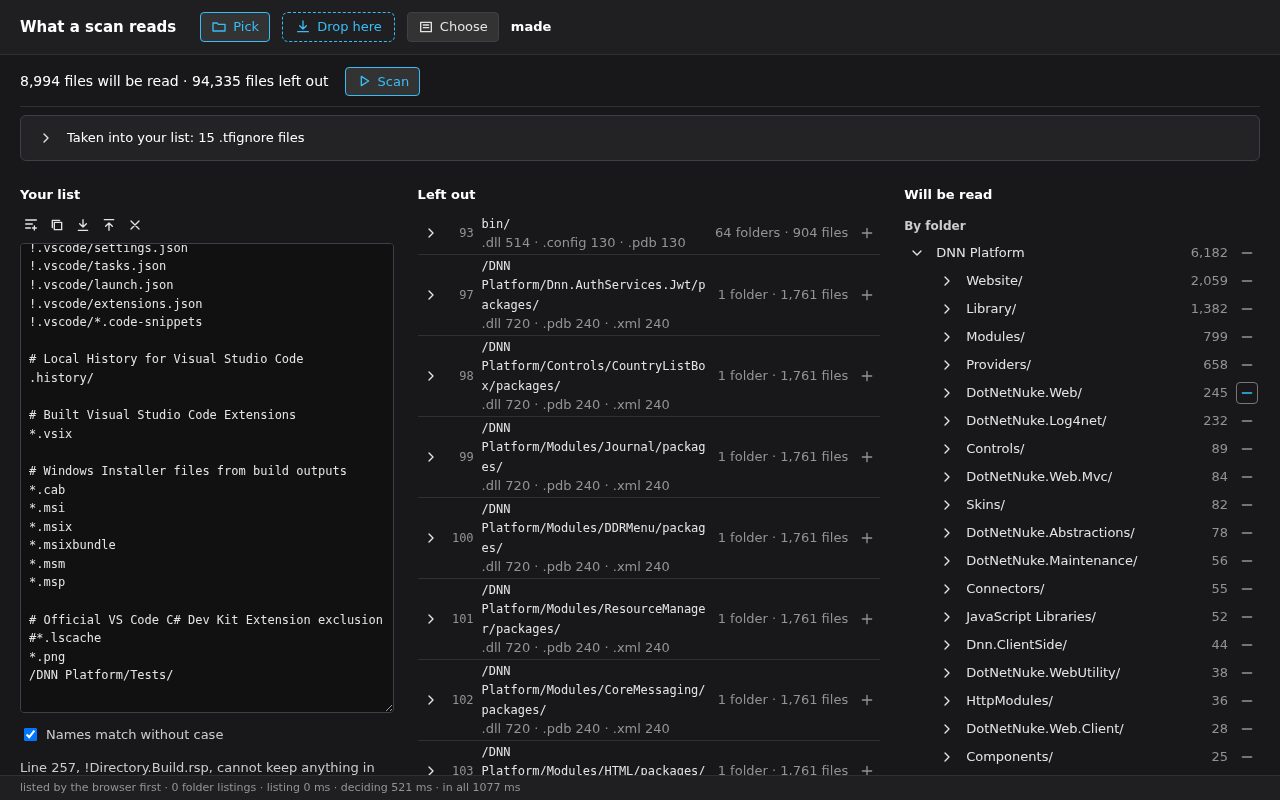 What a scan reads
Pick
Drop here
Choose
made
8,994 files will be read · 94,335 files left out
Scan
Taken into your list: 15 .tfignore files
Your list
!.vscode/settings.json
!.vscode/tasks.json
!.vscode/launch.json
!.vscode/extensions.json
!.vscode/*.code-snippets
# Local History for Visual Studio Code
.history/
# Built Visual Studio Code Extensions
*.vsix
# Windows Installer files from build outputs
*.cab
*.msi
*.msix
*.msixbundle
*.msm
*.msp
# Official VS Code C# Dev Kit Extension exclusion
#*.lscache
*.png
/DNN Platform/Tests/
Names match without case
Line 257, !Directory.Build.rsp, cannot keep anything in
Left out
93
bin/
.dll 514 · .config 130 · .pdb 130
64 folders · 904 files
97
/DNN
Platform/Dnn.AuthServices.Jwt/p
ackages/
.dll 720 · .pdb 240 · .xml 240
1 folder · 1,761 files
98
/DNN
Platform/Controls/CountryListBo
x/packages/
.dll 720 · .pdb 240 · .xml 240
1 folder · 1,761 files
99
/DNN
Platform/Modules/Journal/packag
es/
.dll 720 · .pdb 240 · .xml 240
1 folder · 1,761 files
100
/DNN
Platform/Modules/DDRMenu/packag
es/
.dll 720 · .pdb 240 · .xml 240
1 folder · 1,761 files
101
/DNN
Platform/Modules/ResourceManage
r/packages/
.dll 720 · .pdb 240 · .xml 240
1 folder · 1,761 files
102
/DNN
Platform/Modules/CoreMessaging/
packages/
.dll 720 · .pdb 240 · .xml 240
1 folder · 1,761 files
103
/DNN
Platform/Modules/HTML/packages/
1 folder · 1,761 files
Will be read
By folder
DNN Platform 6,182
Website/ 2,059
Library/ 1,382
Modules/ 799
Providers/ 658
DotNetNuke.Web/ 245
DotNetNuke.Log4net/ 232
Controls/ 89
DotNetNuke.Web.Mvc/ 84
Skins/ 82
DotNetNuke.Abstractions/ 78
DotNetNuke.Maintenance/ 56
Connectors/ 55
JavaScript Libraries/ 52
Dnn.ClientSide/ 44
DotNetNuke.WebUtility/ 38
HttpModules/ 36
DotNetNuke.Web.Client/ 28
Components/ 25
listed by the browser first · 0 folder listings · listing 0 ms · deciding 521 ms · in all 1077 ms